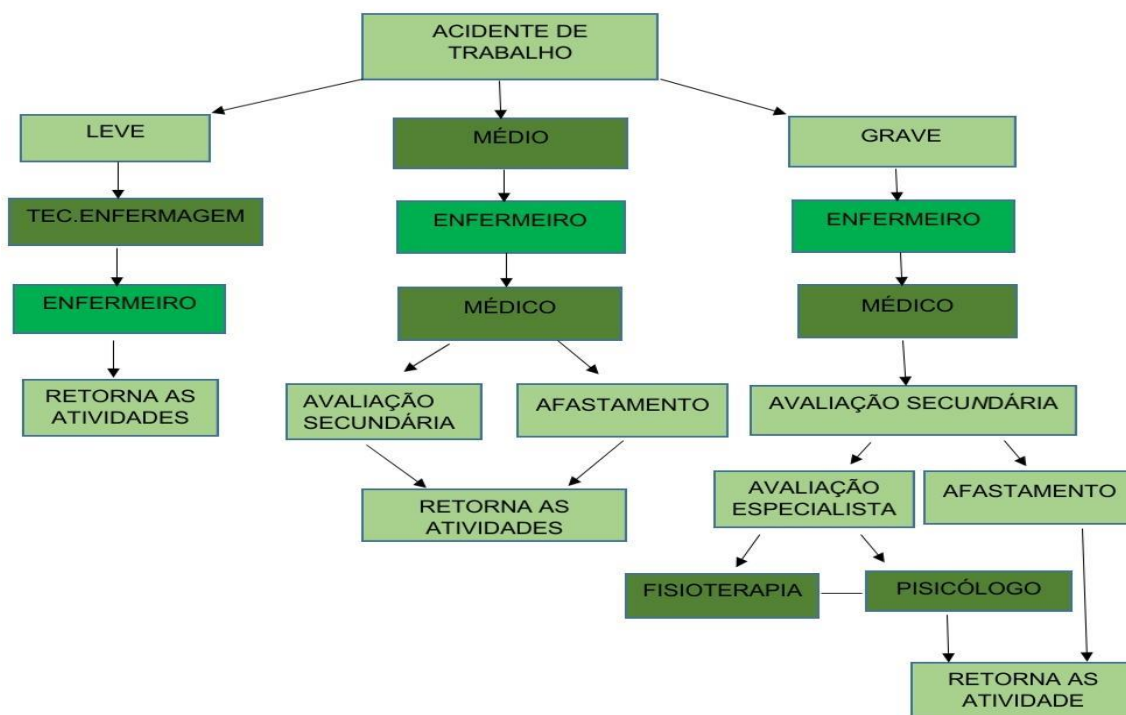 ACIDENTE DE
TRABALHO
LEVE
MÉDIO
GRAVE
TEC.ENFERMAGEM
ENFERMEIRO
ENFERMEIRO
ENFERMEIRO
MÉDICO
MÉDICO
RETORNA AS
ATIVIDADES
AVALIAÇÃO
SECUNDÁRIA
AFASTAMENTO
AVALIAÇÃO SECUNDÁRIA
RETORNA AS
ATIVIDADES
AVALIAÇÃO
ESPECIALISTA
AFASTAMENTO
FISIOTERAPIA
PISICÓLOGO
RETORNA AS
ATIVIDADE